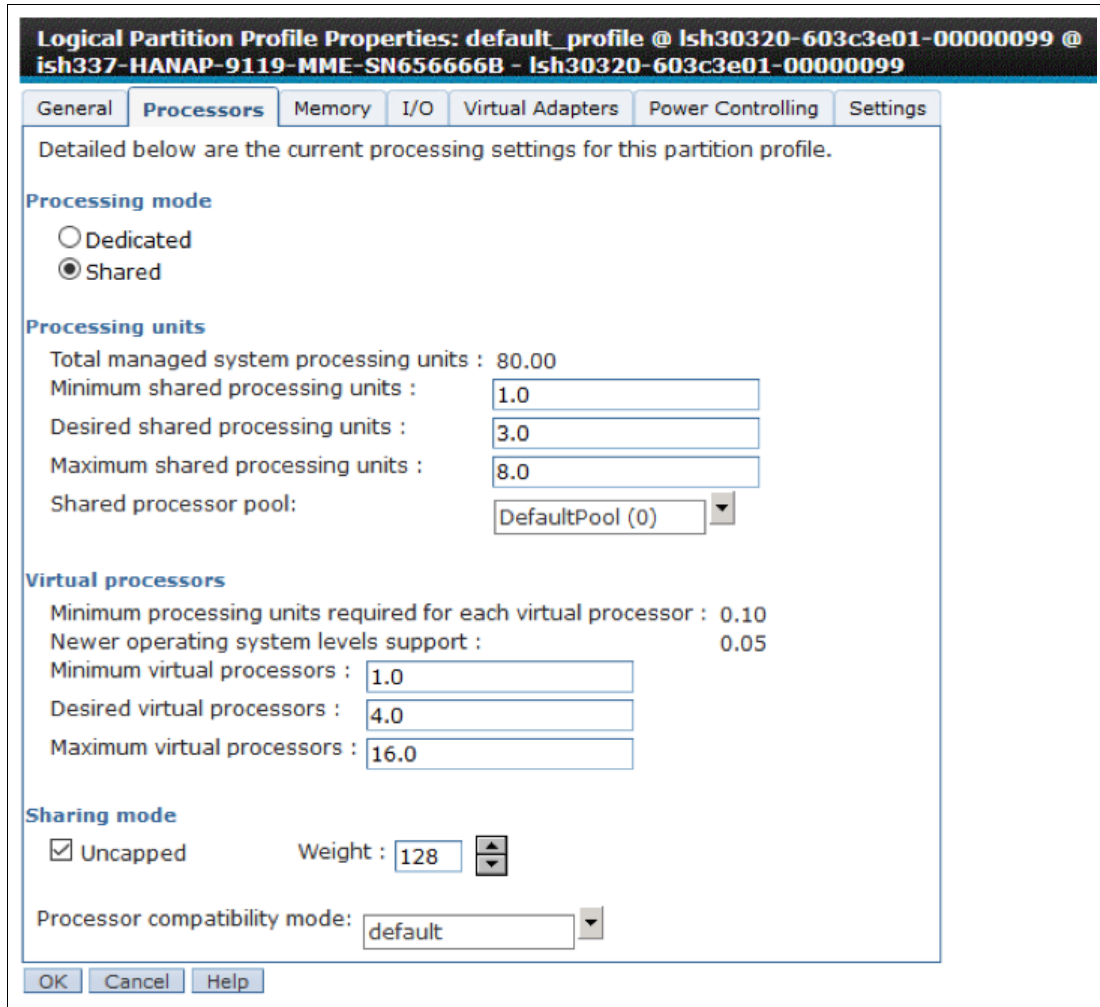 Logical Partition Profile Properties: default_profile @ lsh30320-603c3e01-00000099 @
ish337-HANAP-9119-MME-SN656666B - lsh30320-603c3e01-00000099
General Processors Memory I/O Virtual Adapters Power Controlling Settings
Detailed below are the current processing settings for this partition profile.
Processing mode
Dedicated
Shared
Processing units
Total managed system processing units : 80.00
Minimum shared processing units : 1.0
Desired shared processing units : 3.0
Maximum shared processing units : 8.0
Shared processor pool: DefaultPool (0)
Virtual processors
Minimum processing units required for each virtual processor : 0.10
Newer operating system levels support : 0.05
Minimum virtual processors : 1.0
Desired virtual processors : 4.0
Maximum virtual processors : 16.0
Sharing mode
Uncapped Weight : 128
Processor compatibility mode: default
OK Cancel Help